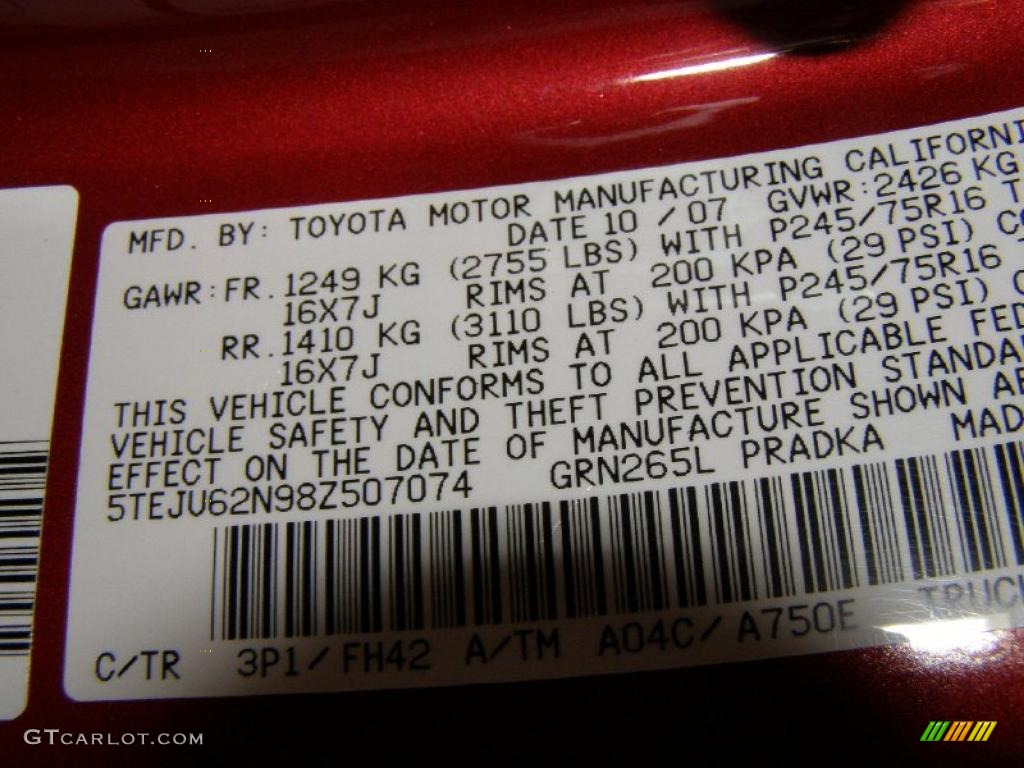 MFD. BY: TOYOTA MOTOR MANUFACTURING CALIFORNI
DATE 10 / 07 GVWR:2426 KG
GAWR:FR. 1249 KG (2755 LBS) WITH P245/75R16 T
16X7J RIMS AT 200 KPA (29 PSI) CO
RR. 1410 KG (3110 LBS) WITH P245/75R16
16X7J RIMS AT 200 KPA (29 PSI)
THIS VEHICLE CONFORMS TO ALL APPLICABLE FED
VEHICLE SAFETY AND THEFT PREVENTION STANDA
EFFECT ON THE DATE OF MANUFACTURE SHOWN
5TEJU62N98Z507074 GRN265L PRADKA MAD
C/TR 3P1/FH42 A/TM A04C/A750E TRUC
GTCARLOT.COM